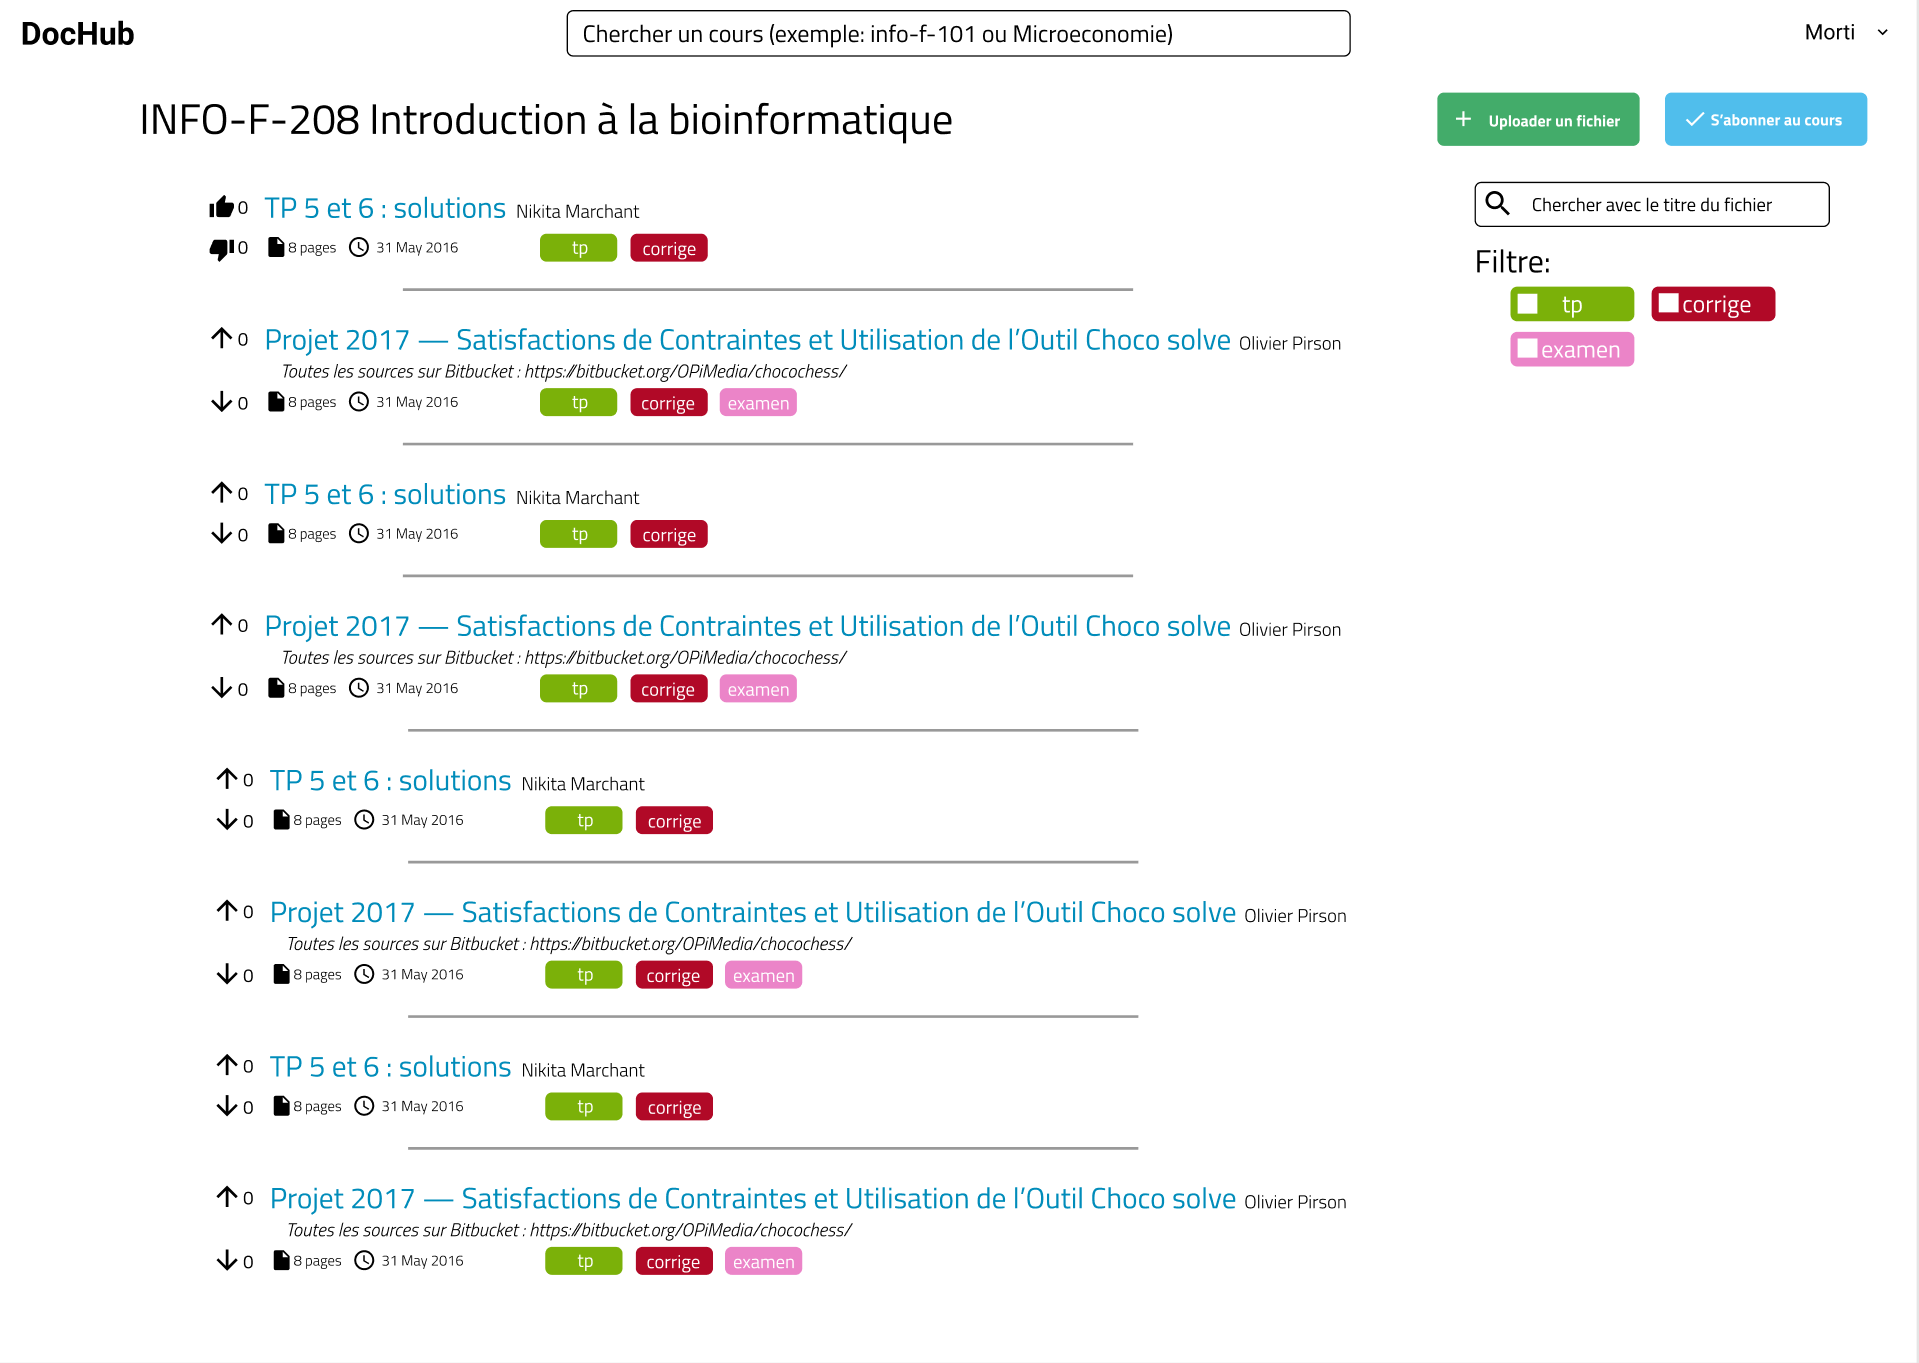 DocHub
Chercher un cours (exemple: info-f-101 ou Microeconomie)
Morti
INFO-F-208 Introduction à la bioinformatique
Uploader un fichier
S'abonner au cours
0 TP 5 et 6 : solutions Nikita Marchant
0 8 pages 31 May 2016 tp corrige
Chercher avec le titre du fichier
Filtre:
tp corrige
examen
0 Projet 2017 — Satisfactions de Contraintes et Utilisation de l'Outil Choco solve Olivier Pirson
Toutes les sources sur Bitbucket : https://bitbucket.org/OPiMedia/chocochess/
0 8 pages 31 May 2016 tp corrige examen
0 TP 5 et 6 : solutions Nikita Marchant
0 8 pages 31 May 2016 tp corrige
0 Projet 2017 — Satisfactions de Contraintes et Utilisation de l'Outil Choco solve Olivier Pirson
Toutes les sources sur Bitbucket : https://bitbucket.org/OPiMedia/chocochess/
0 8 pages 31 May 2016 tp corrige examen
0 TP 5 et 6 : solutions Nikita Marchant
0 8 pages 31 May 2016 tp corrige
0 Projet 2017 — Satisfactions de Contraintes et Utilisation de l'Outil Choco solve Olivier Pirson
Toutes les sources sur Bitbucket : https://bitbucket.org/OPiMedia/chocochess/
0 8 pages 31 May 2016 tp corrige examen
0 TP 5 et 6 : solutions Nikita Marchant
0 8 pages 31 May 2016 tp corrige
0 Projet 2017 — Satisfactions de Contraintes et Utilisation de l'Outil Choco solve Olivier Pirson
Toutes les sources sur Bitbucket : https://bitbucket.org/OPiMedia/chocochess/
0 8 pages 31 May 2016 tp corrige examen